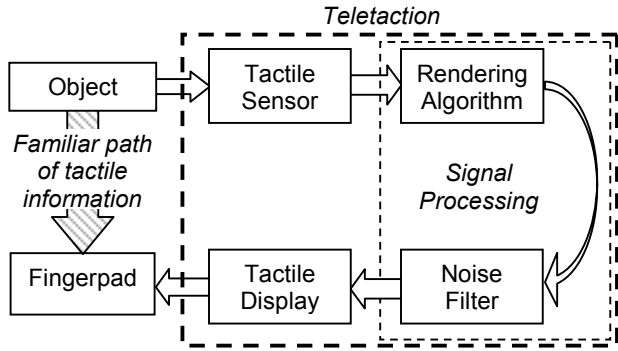 Teletaction
Object
Tactile
Sensor
Rendering
Algorithm
Familiar path
of tactile
information
Signal
Processing
Fingerpad
Tactile
Display
Noise
Filter